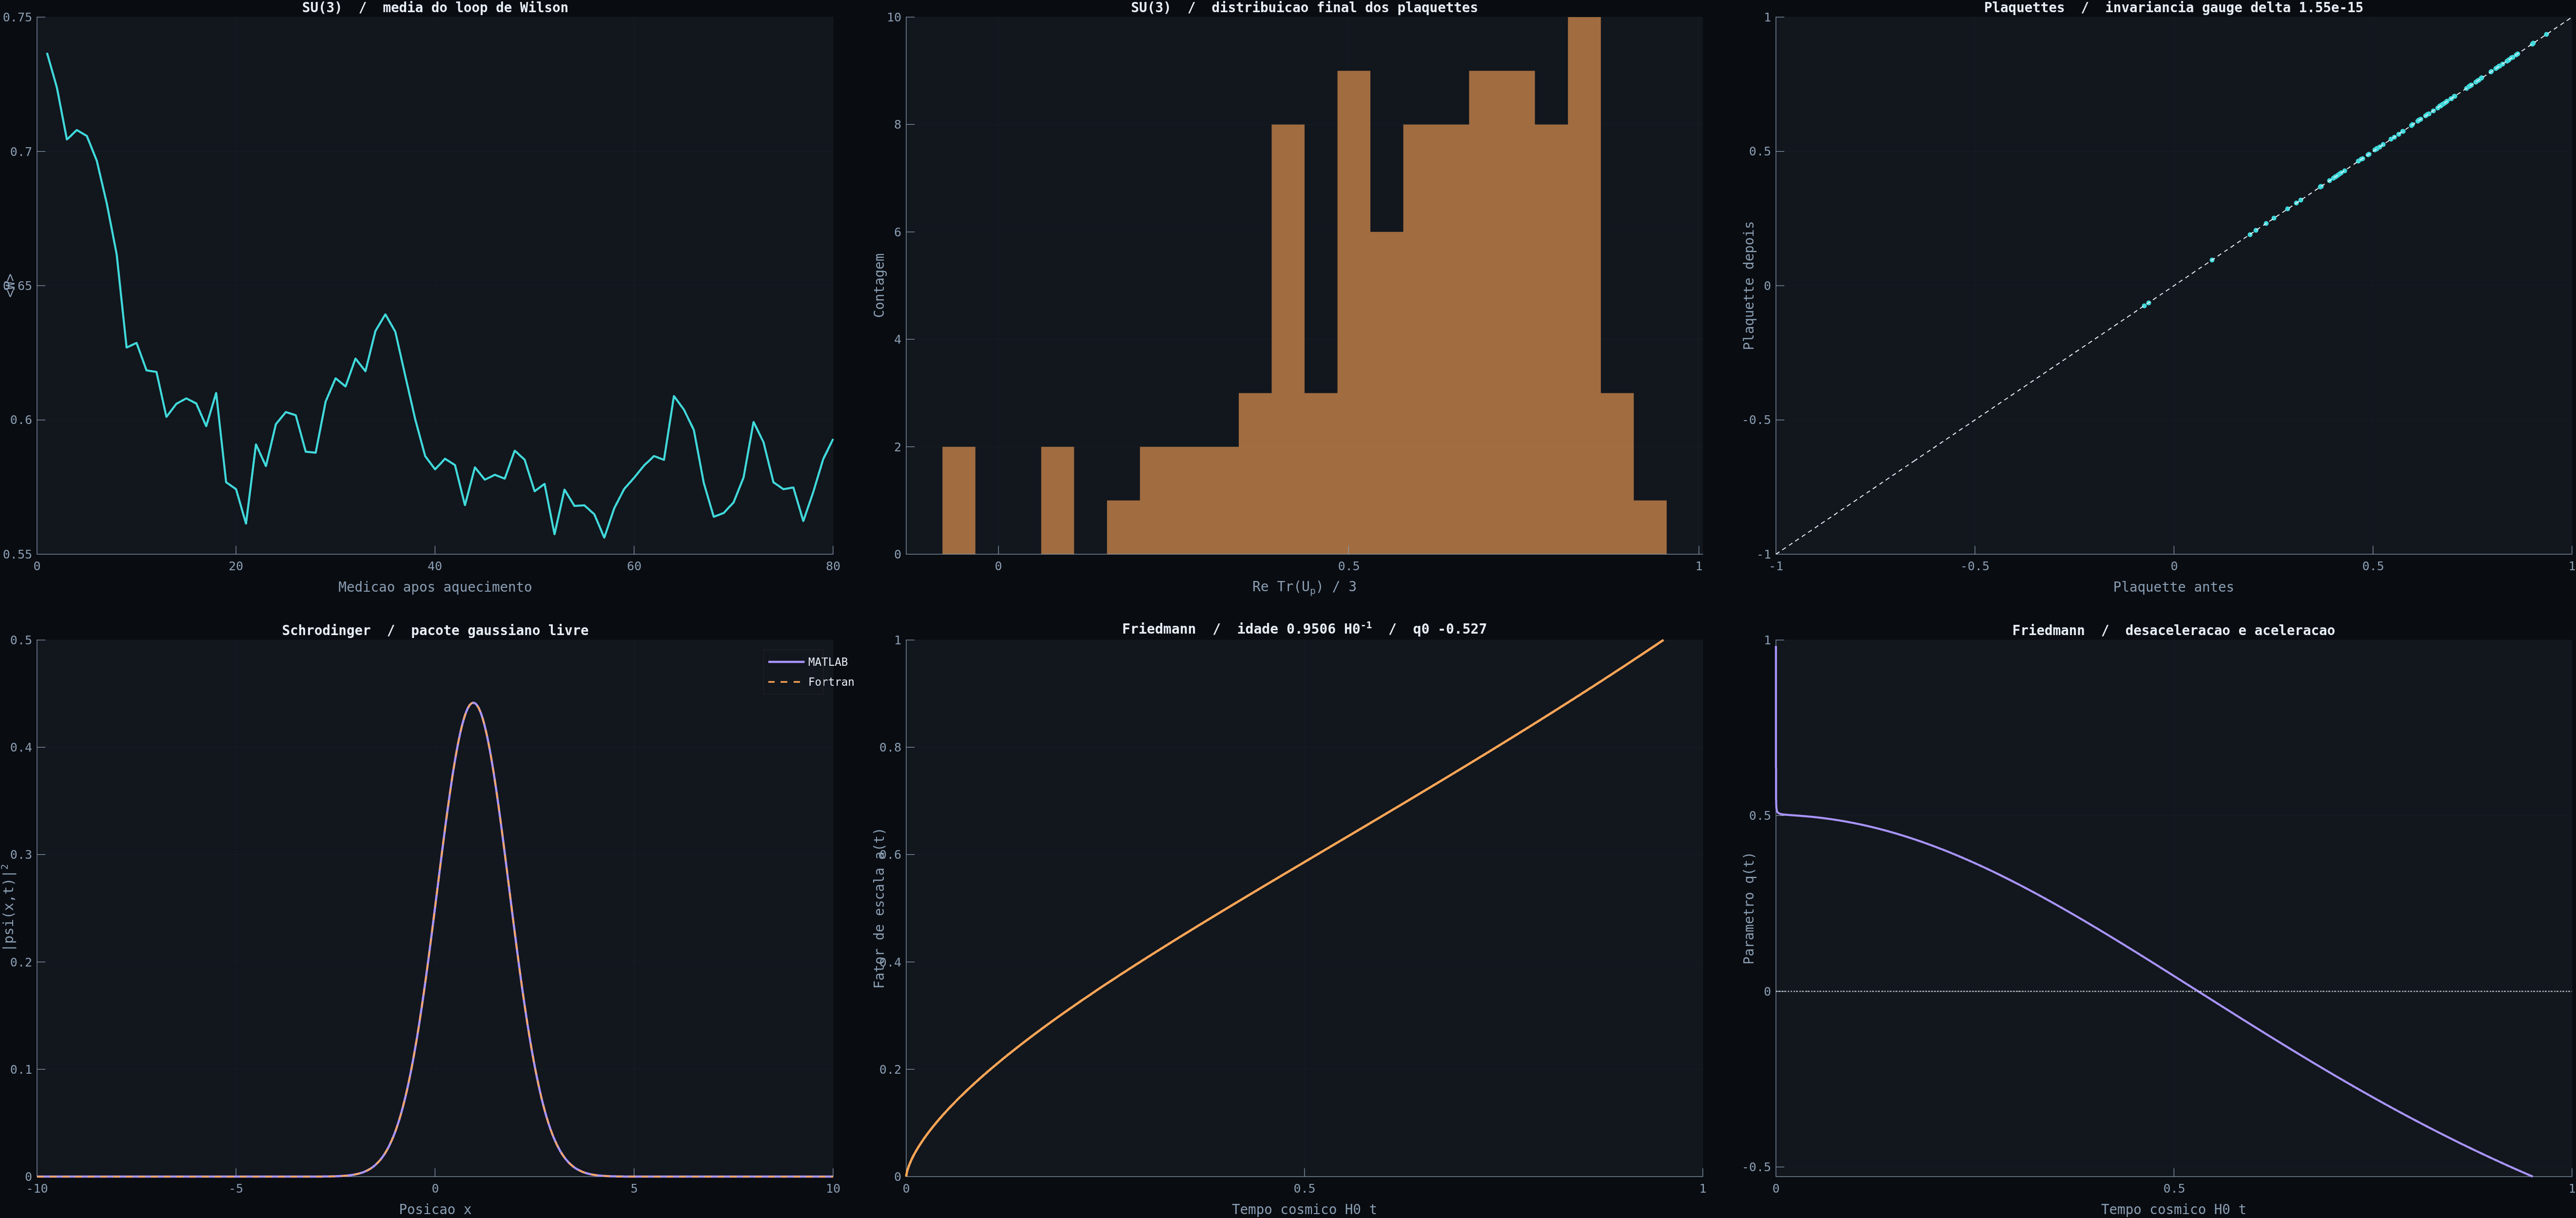 SU(3)  /  media do loop de Wilson
0.75
0.7
0.65
0.6
0.55
<W>
0
20
40
60
80
Medicao apos aquecimento
SU(3)  /  distribuicao final dos plaquettes
10
8
6
4
2
0
Contagem
0
0.5
1
Re Tr(Up) / 3
Plaquettes  /  invariancia gauge delta 1.55e-15
1
0.5
0
-0.5
-1
Plaquette depois
-1
-0.5
0
0.5
1
Plaquette antes
Schrodinger  /  pacote gaussiano livre
0.5
0.4
0.3
0.2
0.1
0
|psi(x,t)|²
MATLAB
Fortran
-10
-5
0
5
10
Posicao x
Friedmann  /  idade 0.9506 H0⁻¹  /  q0 -0.527
1
0.8
0.6
0.4
0.2
0
Fator de escala a(t)
0
0.5
1
Tempo cosmico H0 t
Friedmann  /  desaceleracao e aceleracao
1
0.5
0
-0.5
Parametro q(t)
0
0.5
1
Tempo cosmico H0 t